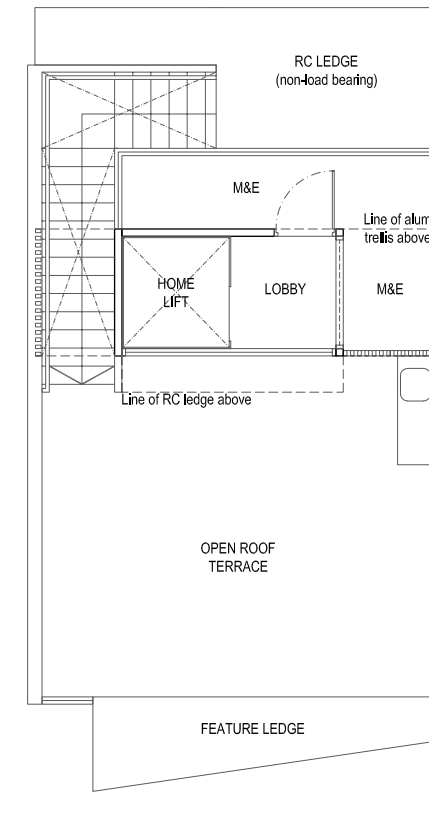 RC LEDGE
(non-load bearing)
M&E
Line of alum
trellis above
HOME
LIFT
LOBBY
M&E
Line of RC ledge above
OPEN ROOF
TERRACE
FEATURE LEDGE